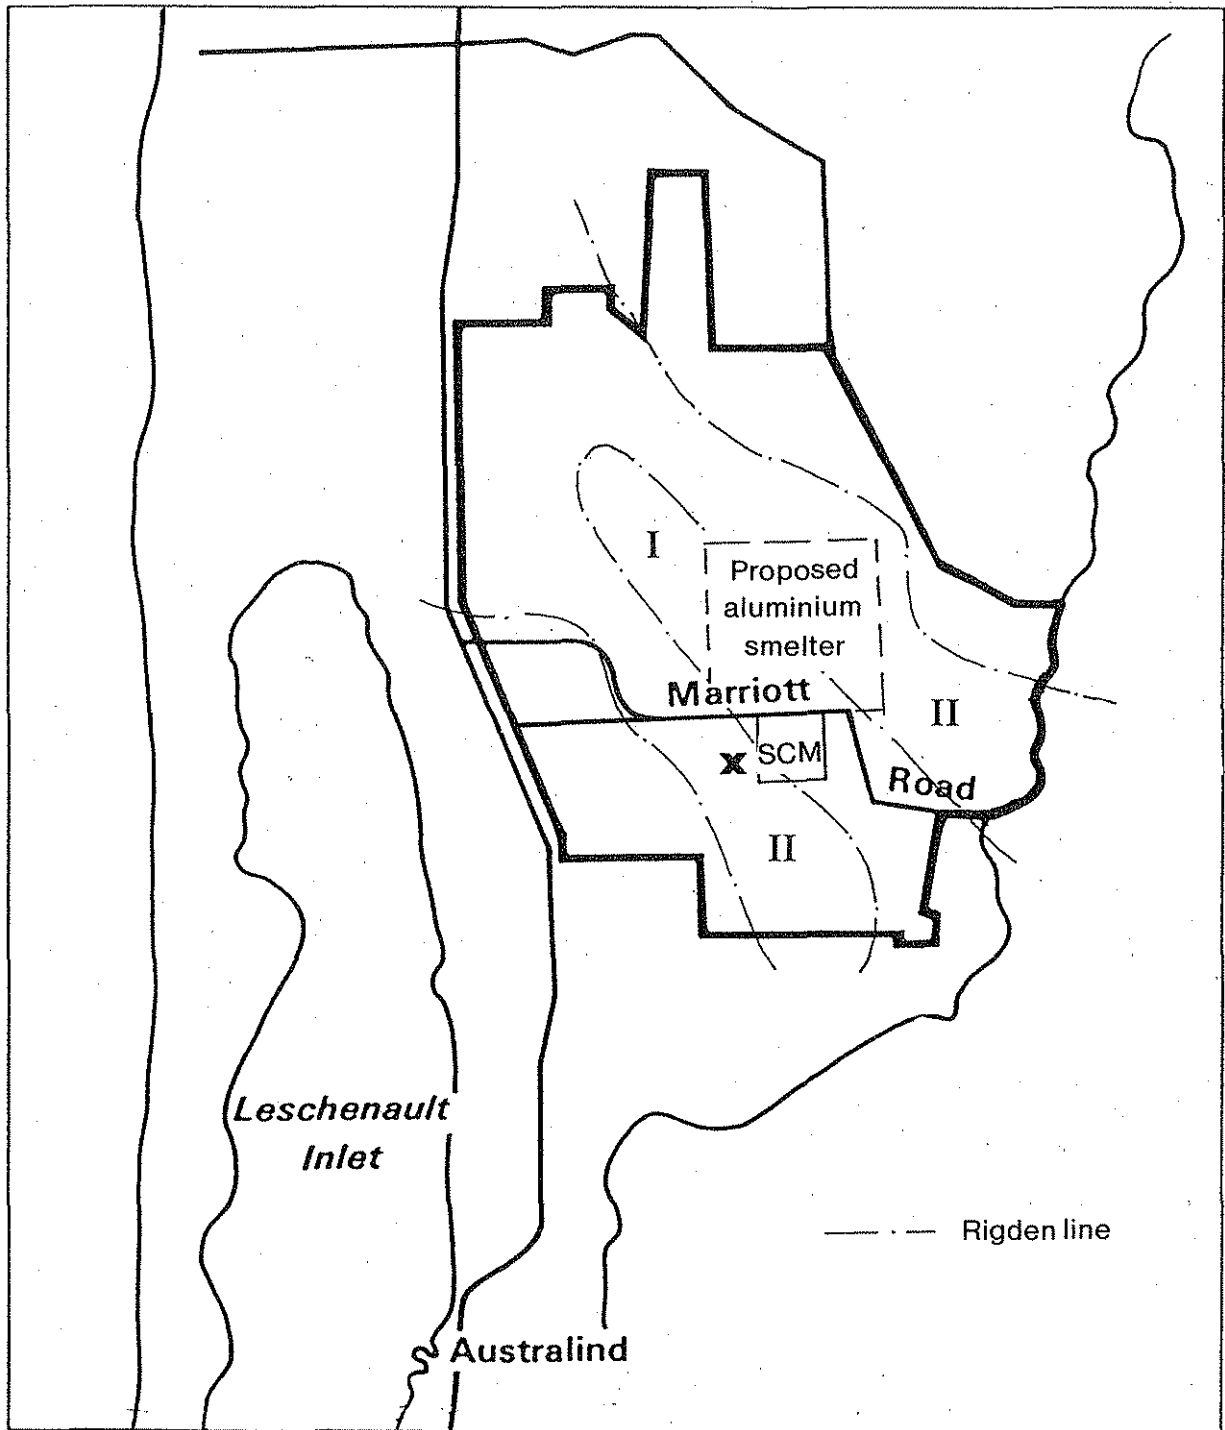 I
Proposed
aluminium
smelter
Marriott
II
X SCM
Road
II
Leschenault
Inlet
Rigden line
Australind